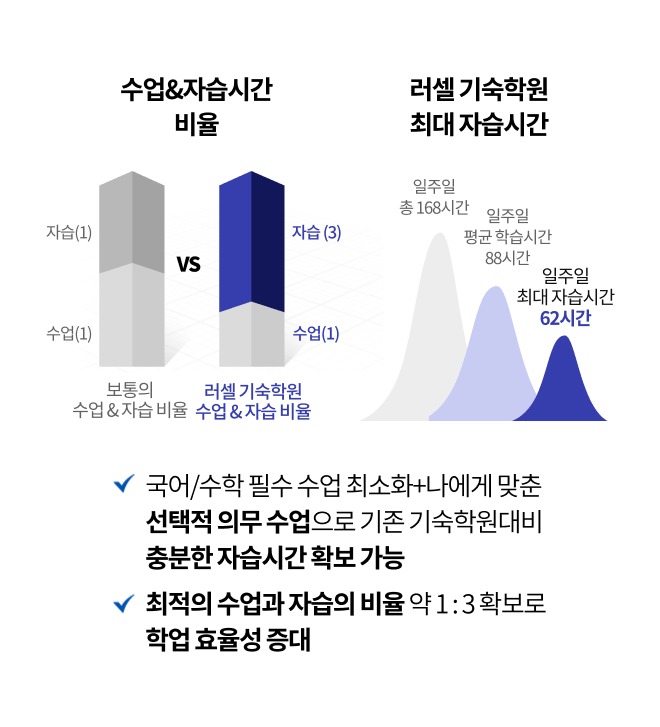 수업&자습시간
비율
자습(1)
수업(1)
VS
자습 (3)
수업(1)
보통의
수업 & 자습 비율
러셀 기숙학원
수업 & 자습 비율
러셀 기숙학원
최대 자습시간
일주일
총 168시간
일주일
평균 학습시간
88시간
일주일
최대 자습시간
62시간
국어/수학 필수 수업 최소화+나에게 맞춘
선택적 의무 수업으로 기존 기숙학원대비
충분한 자습시간 확보 가능
최적의 수업과 자습의 비율 약 1 : 3 확보로
학업 효율성 증대